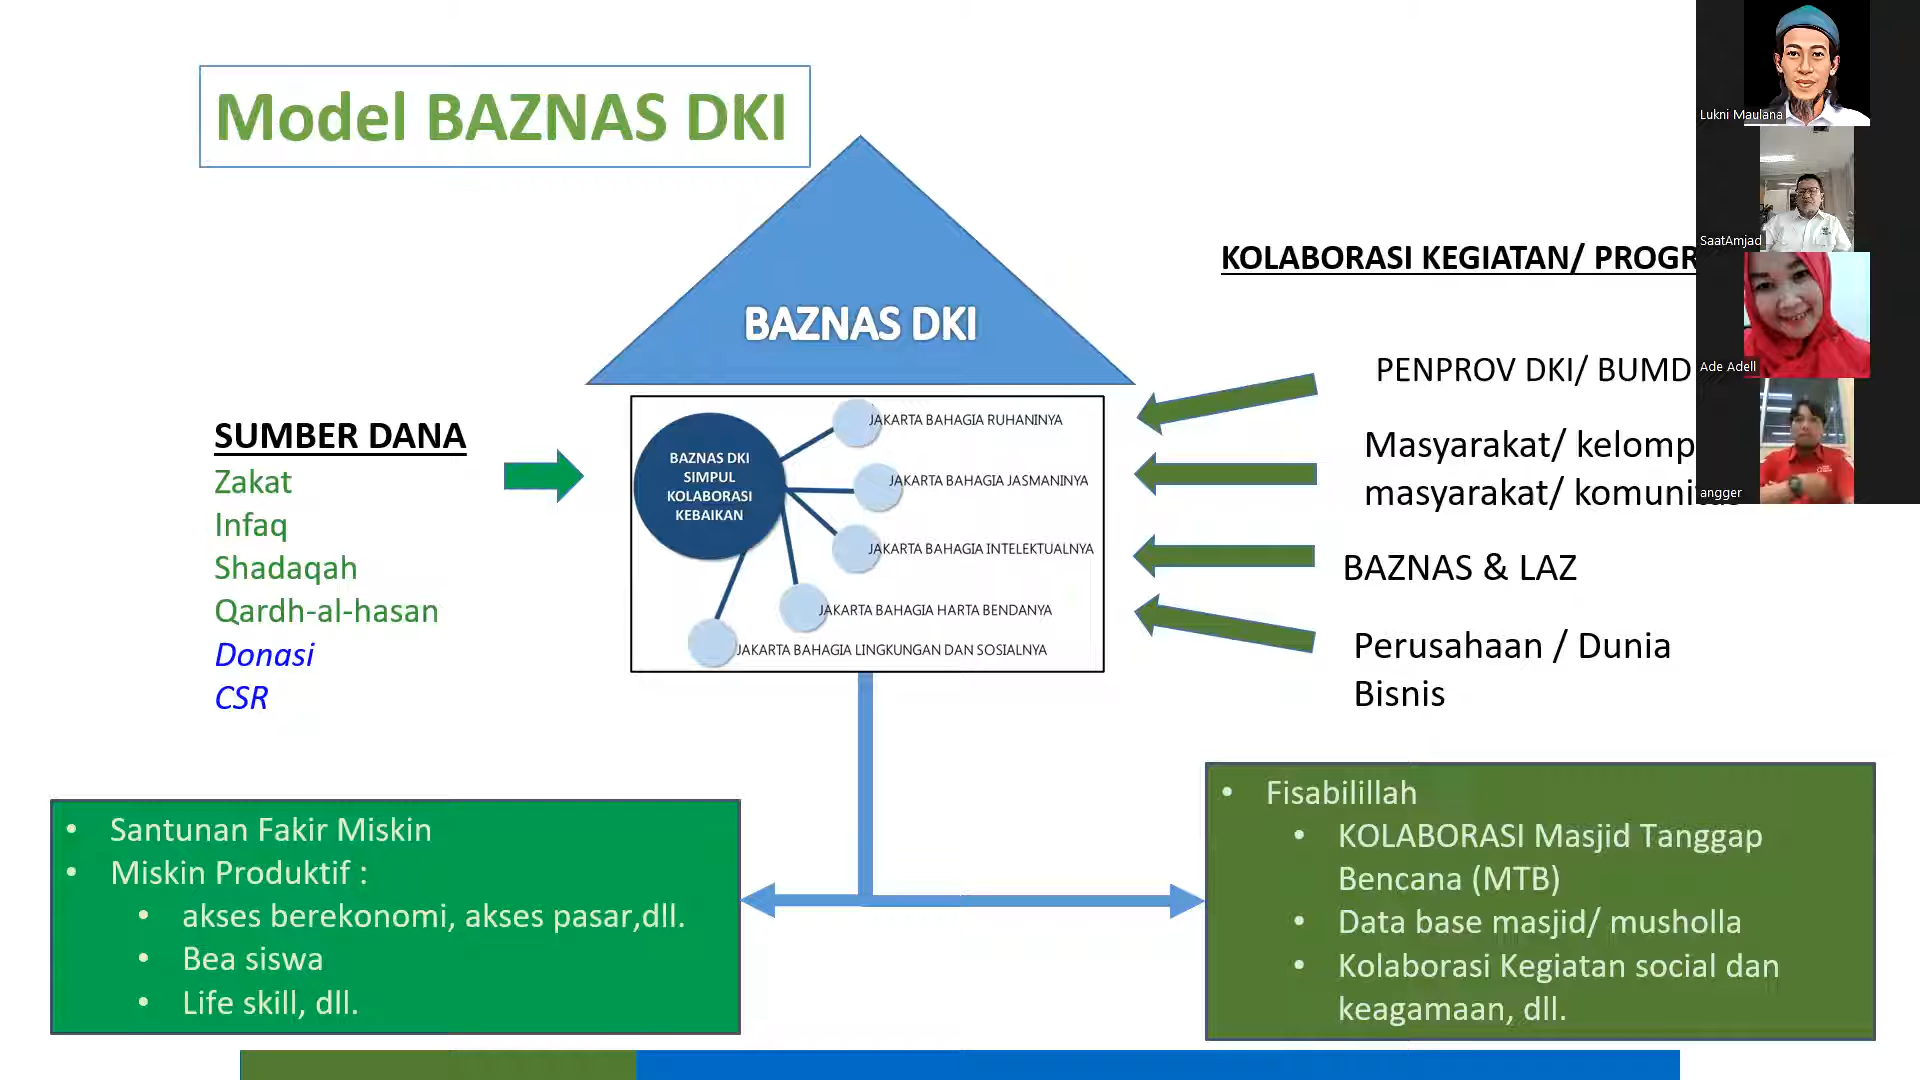 Model BAZNAS DKI
BAZNAS DKI
SUMBER DANA
Zakat
Infaq
Shadaqah
Qardh-al-hasan
Donasi
CSR
BAZNAS DKI
SIMPUL
KOLABORASI
KEBAIKAN
JAKARTA BAHAGIA RUHANINYA
JAKARTA BAHAGIA JASMANINYA
JAKARTA BAHAGIA INTELEKTUALNYA
JAKARTA BAHAGIA HARTA BENDANYA
JAKARTA BAHAGIA LINGKUNGAN DAN SOSIALNYA
KOLABORASI KEGIATAN/
PENPROV DKI/ BUMD
Masyarakat/
masyarakat/
BAZNAS & LAZ
Perusahaan / Dunia
Bisnis
• Santunan Fakir Miskin
• Miskin Produktif :
• akses berekonomi, akses pasar,dll.
• Bea siswa
• Life skill, dll.
• Fisabilillah
• KOLABORASI Masjid Tanggap
Bencana (MTB)
• Data base masjid/ musholla
• Kolaborasi Kegiatan social dan
keagamaan, dll.
Lukni Maulana
SaatAmjad
Ade Adell
angger